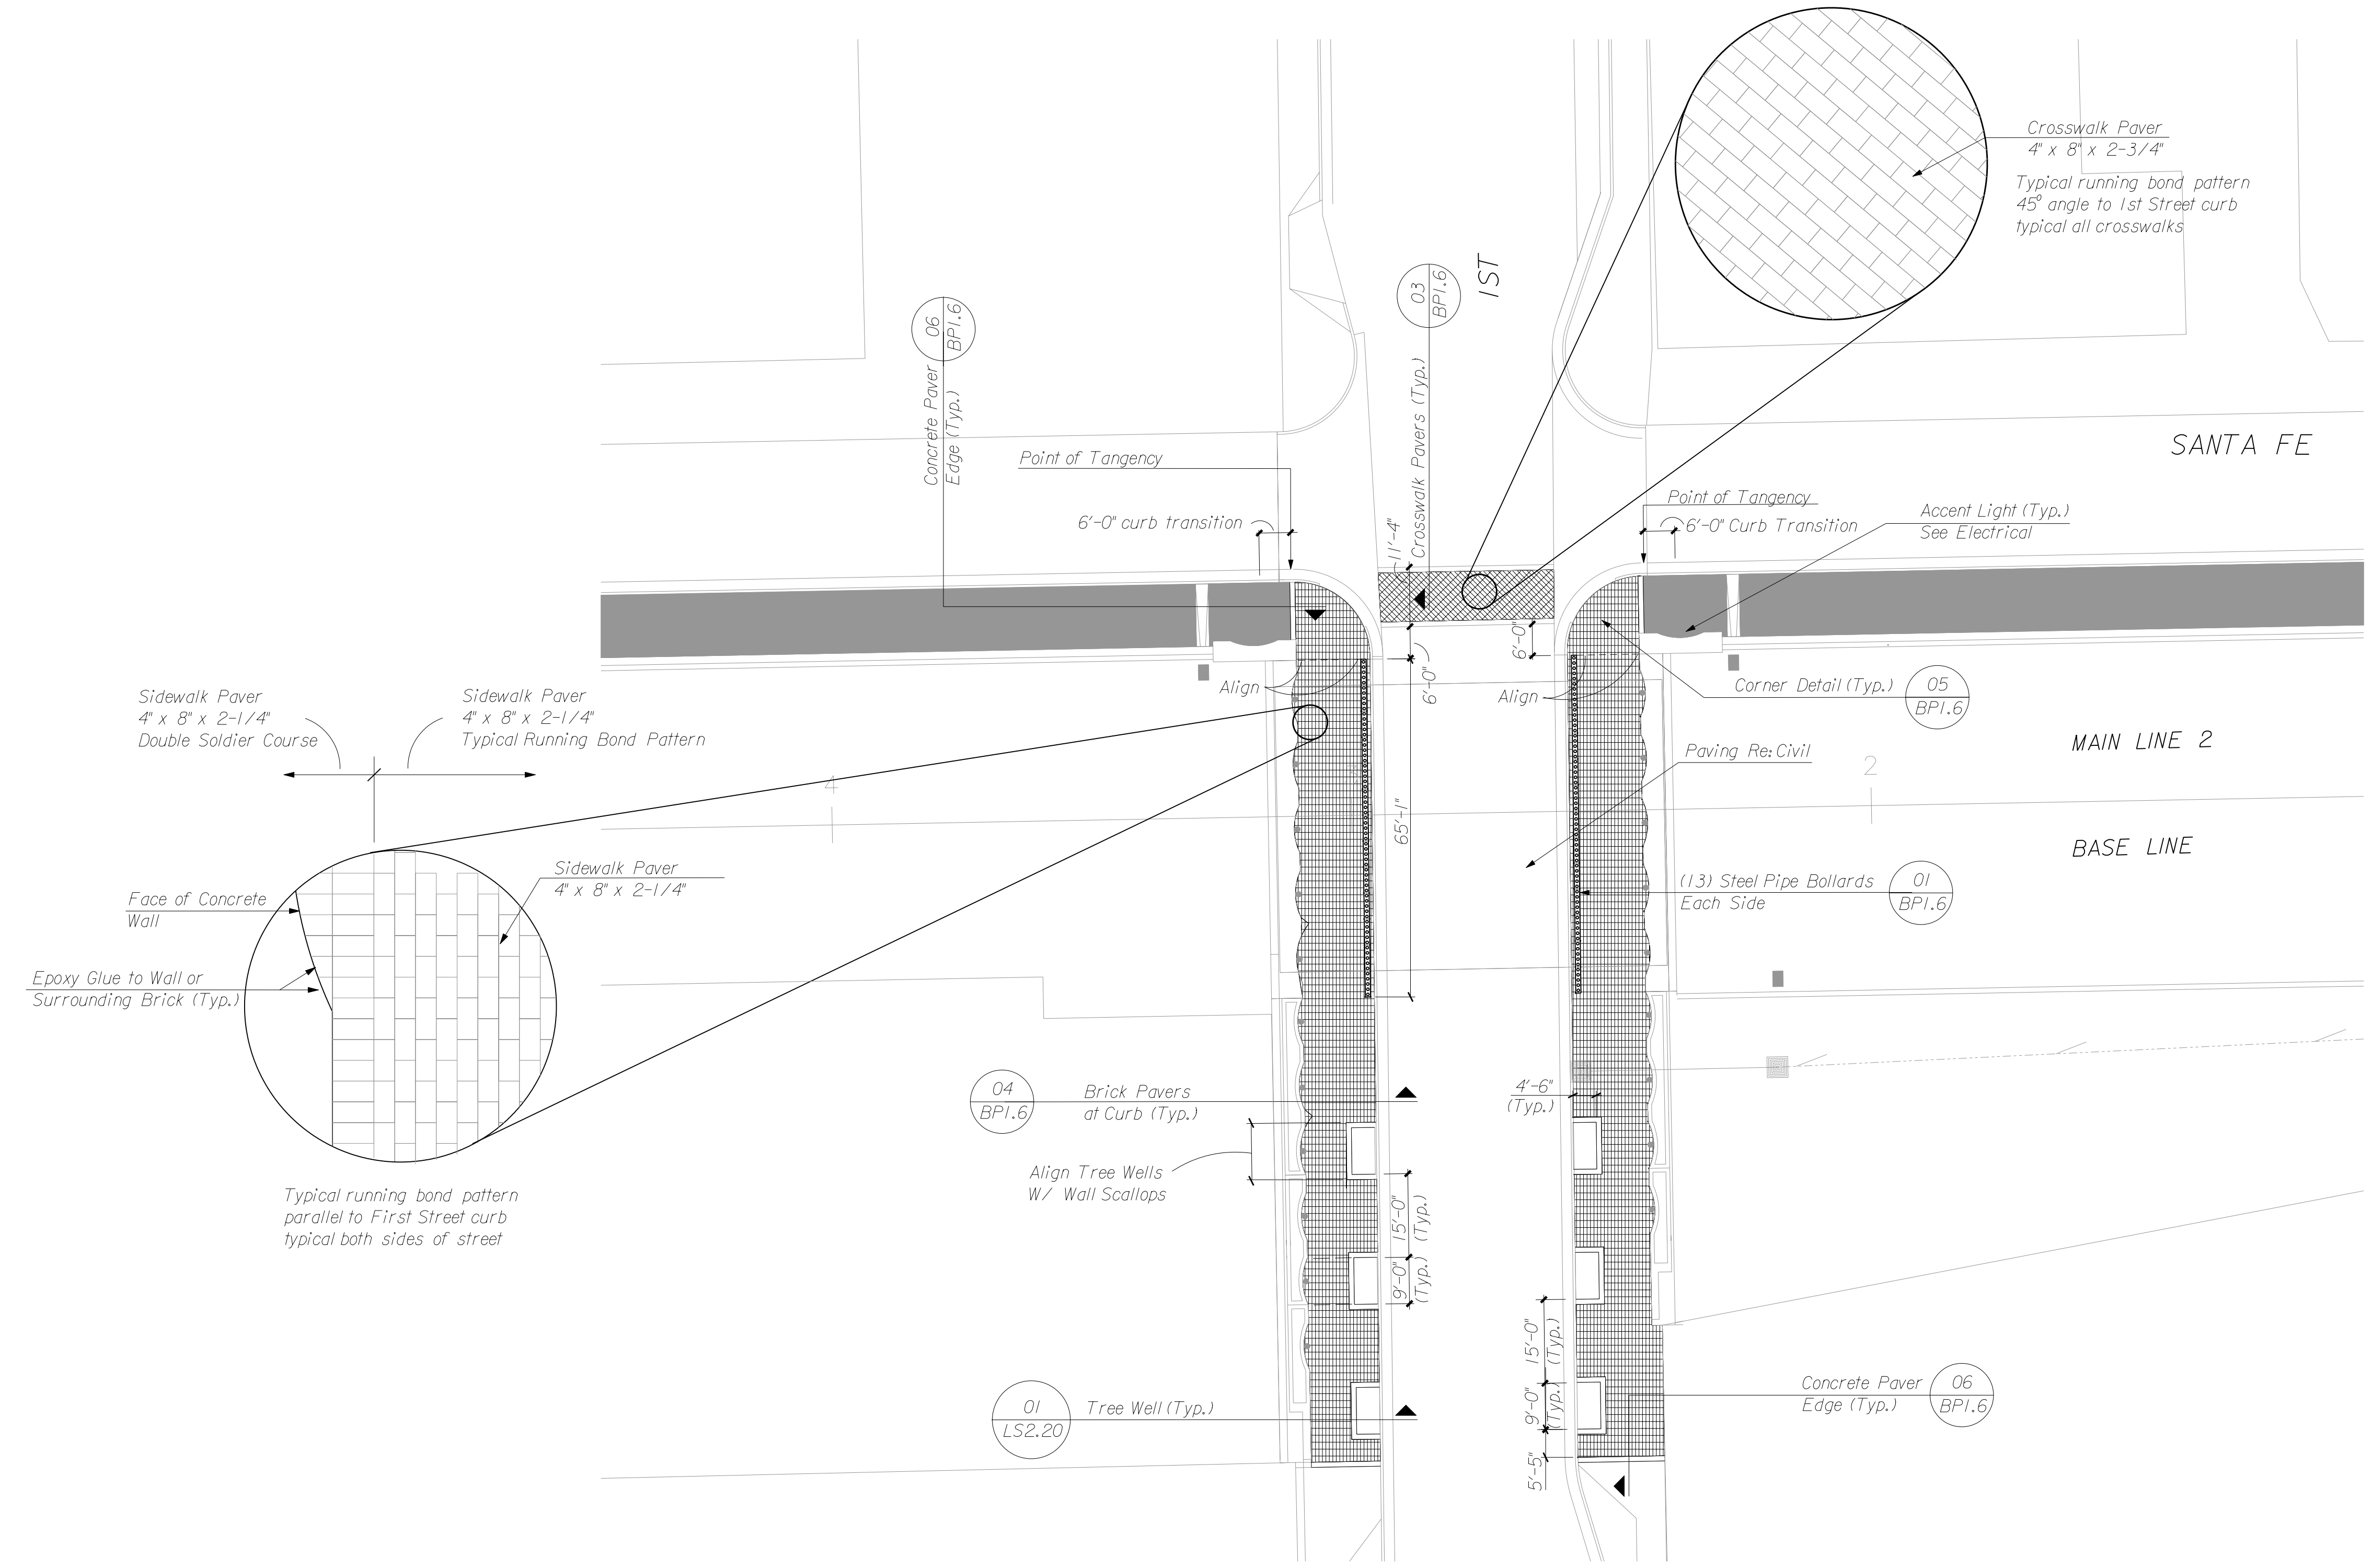 Crosswalk Paver
4" x 8" x 2-3/4"
Typical running bond pattern
45° angle to 1st Street curb
typical all crosswalks
1ST
03
BP1.6
Crosswalk Pavers (Typ.)
06
BP1.6
Concrete Paver
Edge (Typ.)
SANTA FE
Point of Tangency
6'-0" curb transition
Point of Tangency
6'-0" Curb Transition
Accent Light (Typ.)
See Electrical
11'-4"
6'-0"
6'-0"
Align
Align
Corner Detail (Typ.)
05
BP1.6
Sidewalk Paver
4" x 8" x 2-1/4"
Double Soldier Course
Sidewalk Paver
4" x 8" x 2-1/4"
Typical Running Bond Pattern
MAIN LINE 2
Paving Re: Civil
4
2
65'-1"
BASE LINE
Sidewalk Paver
4" x 8" x 2-1/4"
Face of Concrete
Wall
(13) Steel Pipe Bollards
Each Side
01
BP1.6
Epoxy Glue to Wall or
Surrounding Brick (Typ.)
04
BP1.6
Brick Pavers
at Curb (Typ.)
4'-6"
(Typ.)
Align Tree Wells
W/ Wall Scallops
Typical running bond pattern
parallel to First Street curb
typical both sides of street
15'-0"
(Typ.)
9'-0"
(Typ.)
15'-0"
(Typ.)
9'-0"
(Typ.)
5'-5"
01
LS2.20
Tree Well (Typ.)
Concrete Paver
Edge (Typ.)
06
BP1.6